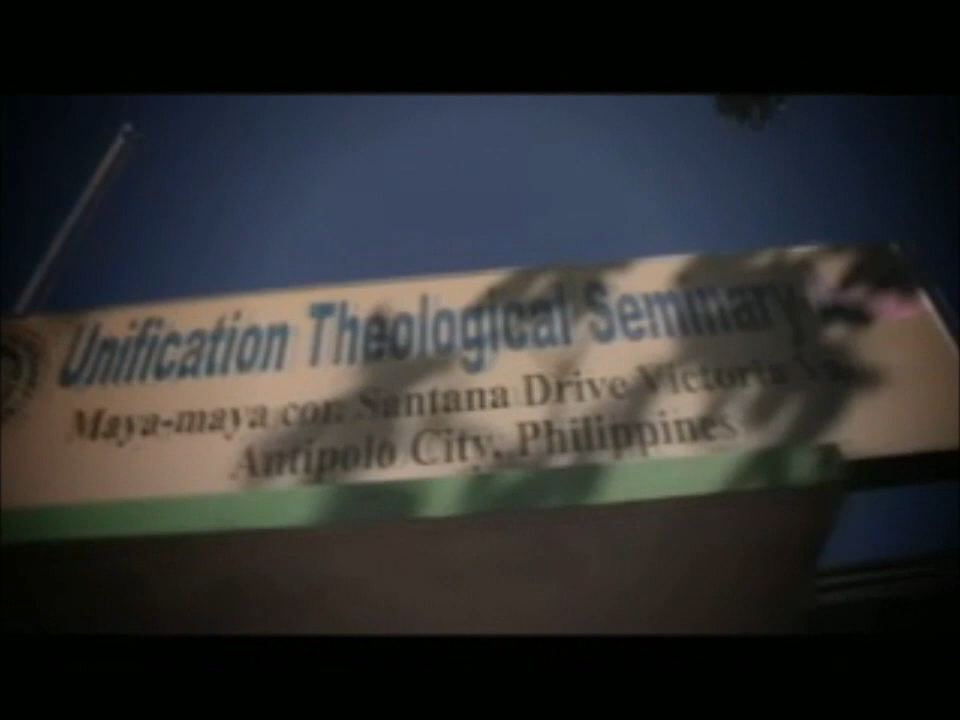 Unification Theological Seminary
Maya-maya cor. Santana Drive Victoria
Antipolo City, Philippines